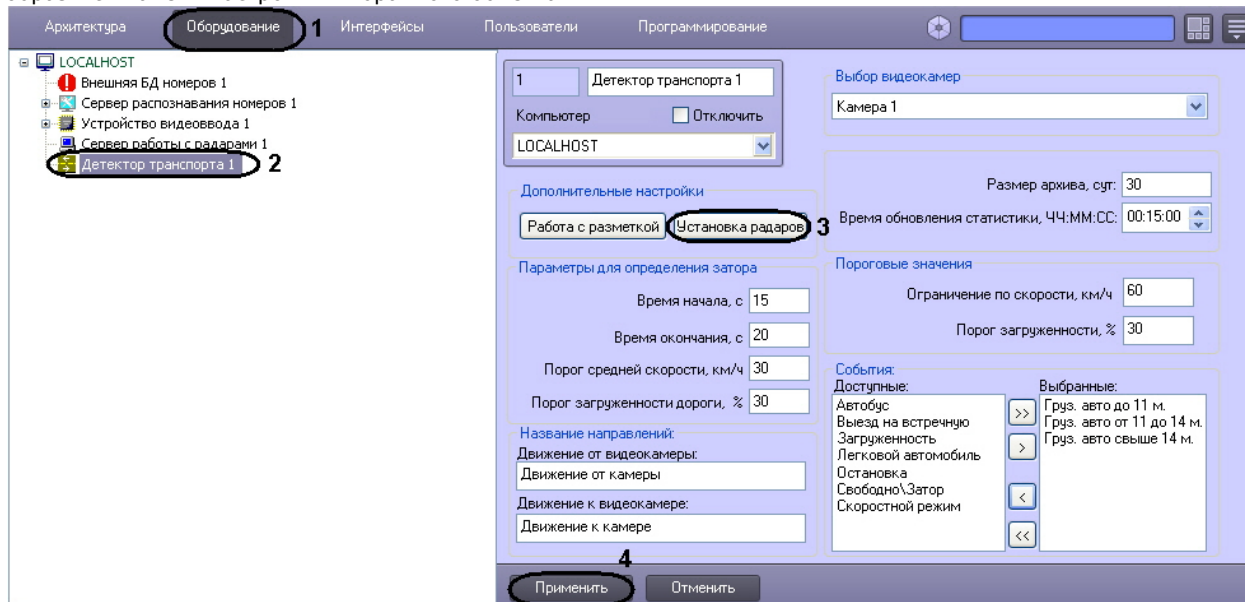 Архитектура Оборудование 1 Интерфейсы Пользователи Программирование
LOCALHOST
Внешняя БД номеров 1
Сервер распознавания номеров 1
Устройство видеоввода 1
Сервер работы с радарами 1
Детектор транспорта 1 2
1 Детектор транспорта 1
Компьютер Отключить
LOCALHOST
Дополнительные настройки
Работа с разметкой Установка радаров 3
Параметры для определения затора
Время начала, с 15
Время окончания, с 20
Порог средней скорости, км/ч 30
Порог загруженности дороги, % 30
Название направлений:
Движение от видеокамеры:
Движение от камеры
Движение к видеокамере:
Движение к камере
Выбор видеокамер
Камера 1
Размер архива, сут: 30
Время обновления статистики, ЧЧ:ММ:СС: 00:15:00
Пороговые значения
Ограничение по скорости, км/ч 60
Порог загруженности, % 30
События:
Доступные:
Автобус
Выезд на встречную
Загруженность
Легковой автомобиль
Остановка
Свободно\Затор
Скоростной режим
>>
>
<
<<
Выбранные:
Груз. авто до 11 м.
Груз. авто от 11 до 14 м.
Груз. авто свыше 14 м.
4
Применить Отменить